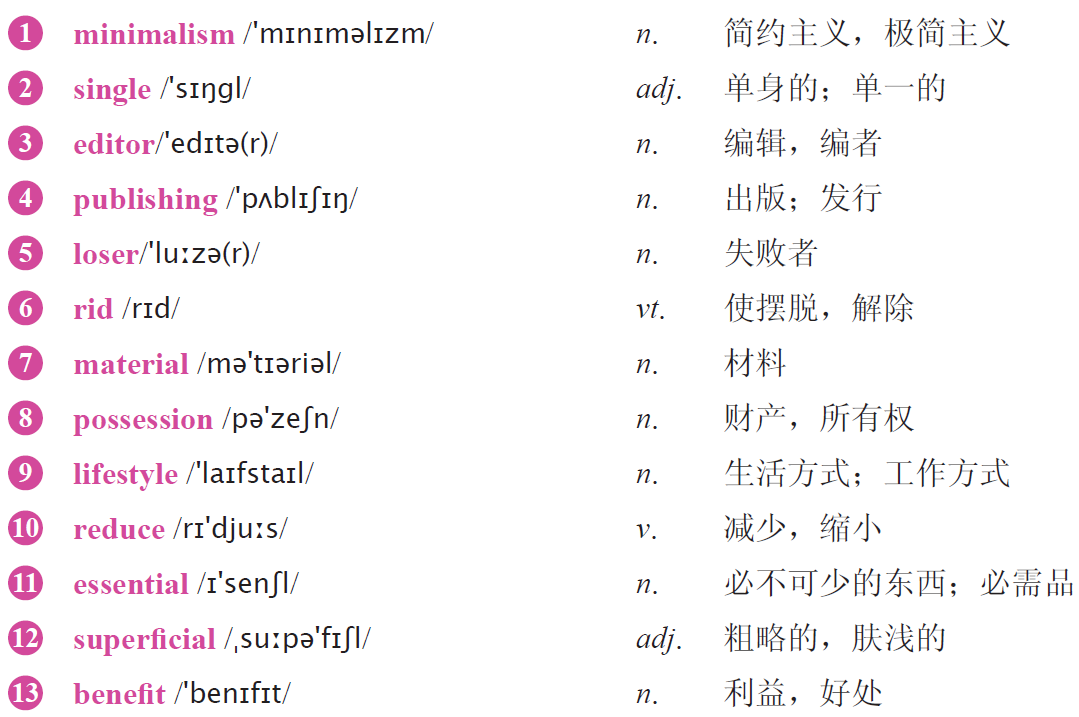 1 minimalism /ˈmɪnɪməlɪzm/ n. 简约主义，极简主义
2 single /ˈsɪŋgl/ adj. 单身的；单一的
3 editor/ˈedɪtə(r)/ n. 编辑，编者
4 publishing /ˈpʌblɪʃɪŋ/ n. 出版；发行
5 loser/ˈluːzə(r)/ n. 失败者
6 rid /rɪd/ vt. 使摆脱，解除
7 material /məˈtɪəriəl/ n. 材料
8 possession /pəˈzeʃn/ n. 财产，所有权
9 lifestyle /ˈlaɪfstaɪl/ n. 生活方式；工作方式
10 reduce /rɪˈdjuːs/ v. 减少，缩小
11 essential /ɪˈsenʃl/ n. 必不可少的东西；必需品
12 superficial /ˌsuːpəˈfɪʃl/ adj. 粗略的，肤浅的
13 benefit /ˈbenɪfɪt/ n. 利益，好处